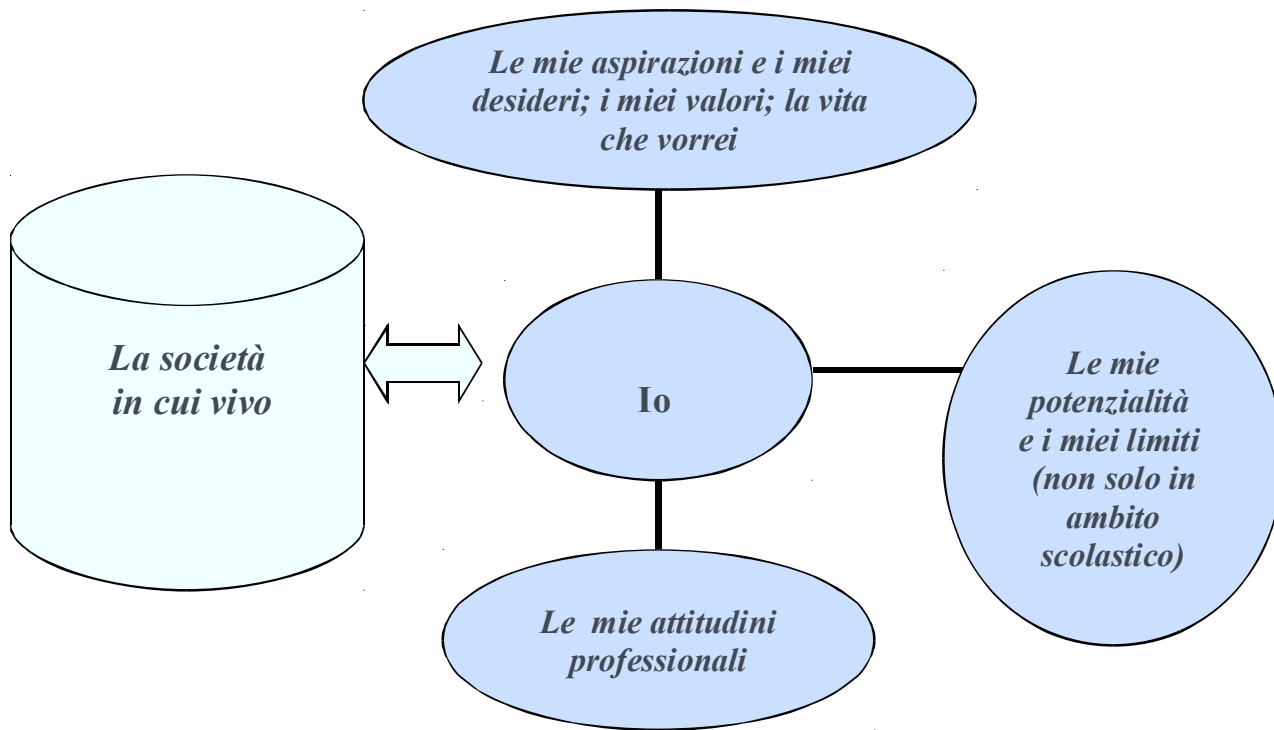 Le mie aspirazioni e i miei
desideri; i miei valori; la vita
che vorrei
La società
in cui vivo
Io
Le mie
potenzialità
e i miei limiti
(non solo in
ambito
scolastico)
Le mie attitudini
professionali